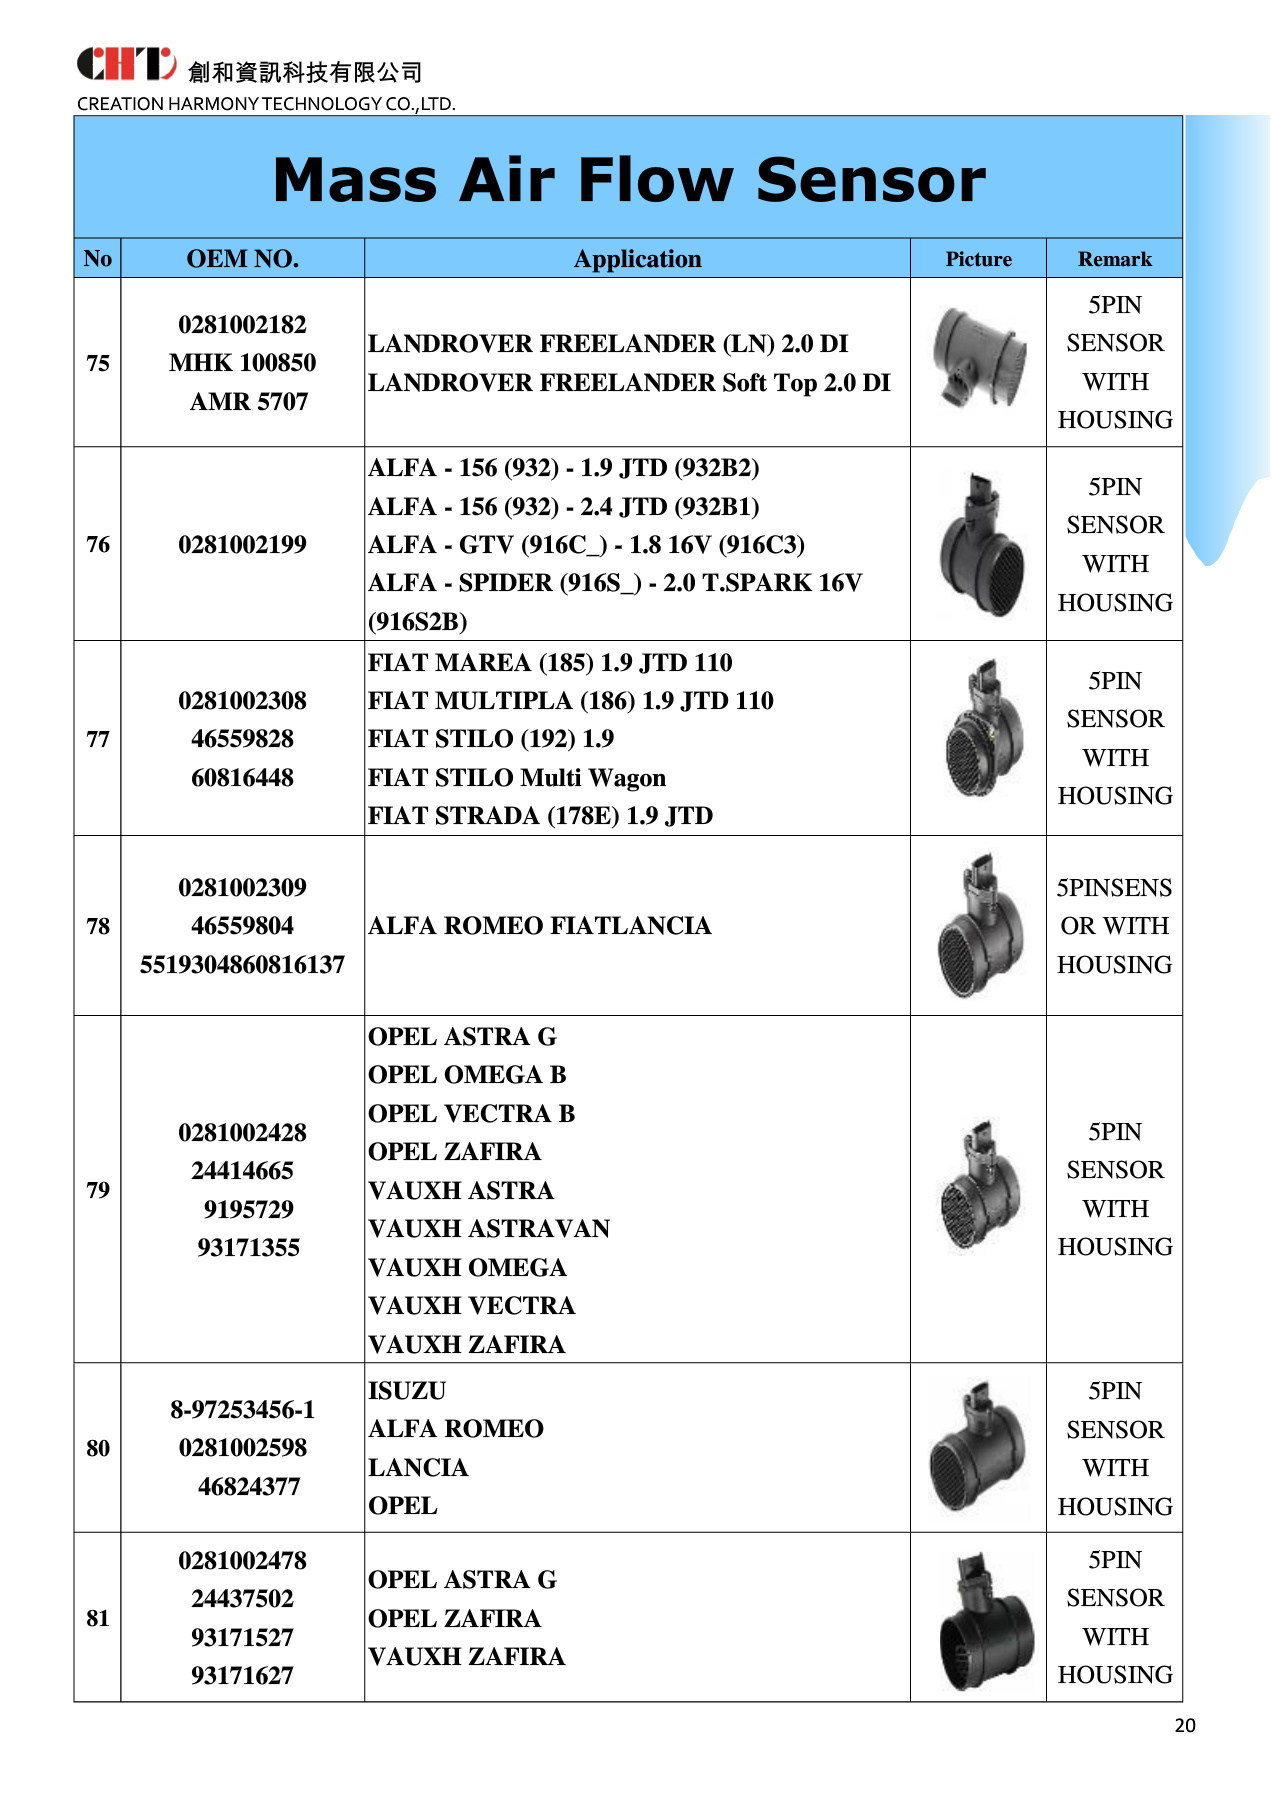 CHT
創和資訊科技有限公司
CREATION HARMONY TECHNOLOGY CO.,LTD.
Mass Air Flow Sensor
No OEM NO. Application Picture Remark
75
0281002182
MHK 100850
AMR 5707
LANDROVER FREELANDER (LN) 2.0 DI
LANDROVER FREELANDER Soft Top 2.0 DI
5PIN
SENSOR
WITH
HOUSING
76
0281002199
ALFA - 156 (932) - 1.9 JTD (932B2)
ALFA - 156 (932) - 2.4 JTD (932B1)
ALFA - GTV (916C_) - 1.8 16V (916C3)
ALFA - SPIDER (916S_) - 2.0 T.SPARK 16V
(916S2B)
5PIN
SENSOR
WITH
HOUSING
77
0281002308
46559828
60816448
FIAT MAREA (185) 1.9 JTD 110
FIAT MULTIPLA (186) 1.9 JTD 110
FIAT STILO (192) 1.9
FIAT STILO Multi Wagon
FIAT STRADA (178E) 1.9 JTD
5PIN
SENSOR
WITH
HOUSING
78
0281002309
46559804
5519304860816137
ALFA ROMEO FIATLANCIA
5PINSENS
OR WITH
HOUSING
79
0281002428
24414665
9195729
93171355
OPEL ASTRA G
OPEL OMEGA B
OPEL VECTRA B
OPEL ZAFIRA
VAUXH ASTRA
VAUXH ASTRAVAN
VAUXH OMEGA
VAUXH VECTRA
VAUXH ZAFIRA
5PIN
SENSOR
WITH
HOUSING
80
8-97253456-1
0281002598
46824377
ISUZU
ALFA ROMEO
LANCIA
OPEL
5PIN
SENSOR
WITH
HOUSING
81
0281002478
24437502
93171527
93171627
OPEL ASTRA G
OPEL ZAFIRA
VAUXH ZAFIRA
5PIN
SENSOR
WITH
HOUSING
20